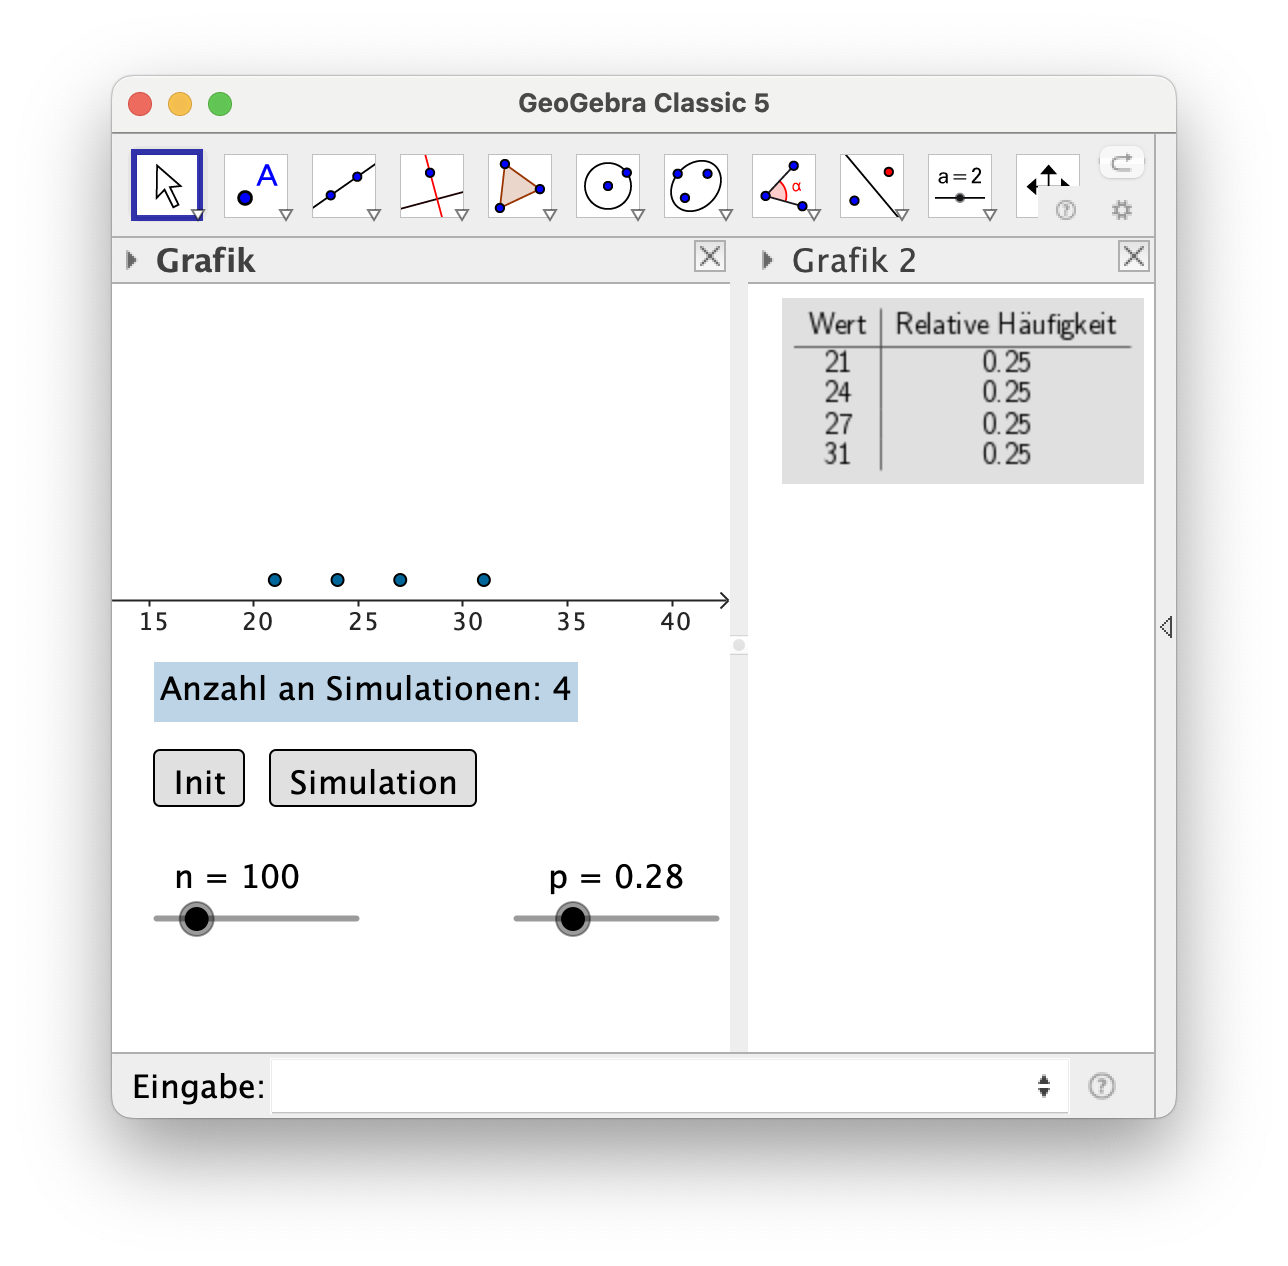 GeoGebra Classic 5
A
α
a=2
Grafik
Grafik 2
Wert Relative Häufigkeit
21 0.25
24 0.25
27 0.25
31 0.25
15 20 25 30 35 40
Anzahl an Simulationen: 4
Init Simulation
n = 100 p = 0.28
Eingabe: